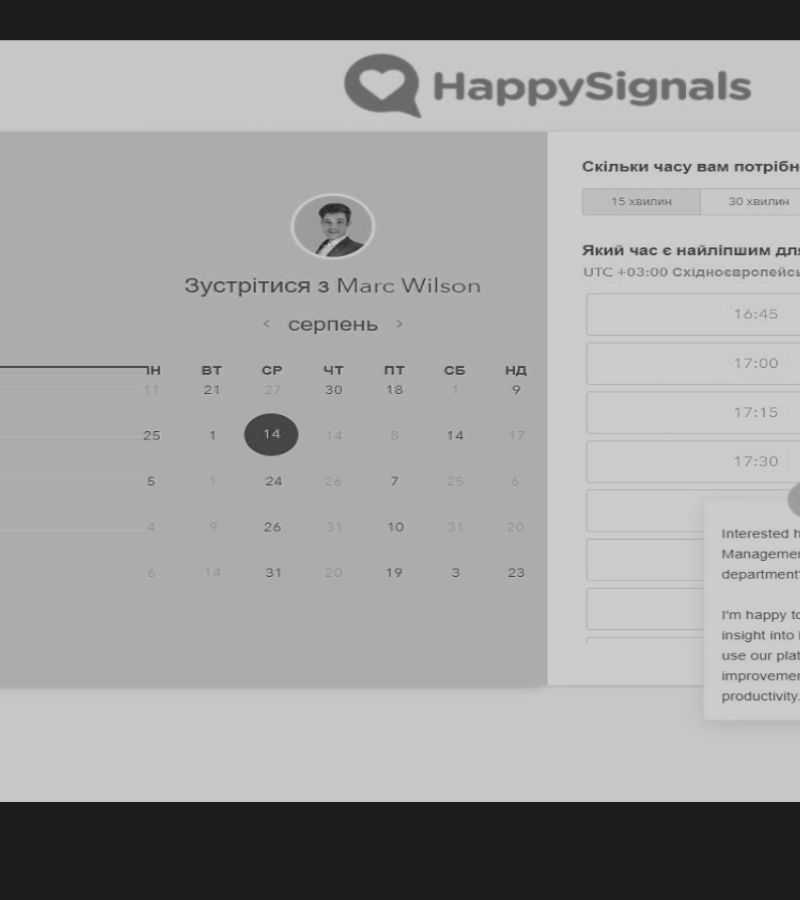 HappySignals
Зустрітися з Marc Wilson
< серпень >
ІН ВТ СР ЧТ ПТ СБ НД
11 21 27 30 18 1 9
25 1 14 14 8 14 17
5 1 24 26 7 25 6
4 9 26 31 10 31 20
6 14 31 20 19 3 23
Скільки часу вам потрібн
15 хвилин 30 хвилин
Який час є найліпшим для
UTC +03:00 Східноєвропейсь
16:45
17:00
17:15
17:30
Interested h
Managemen
department
I'm happy to
insight into
use our plat
improvemen
productivity.